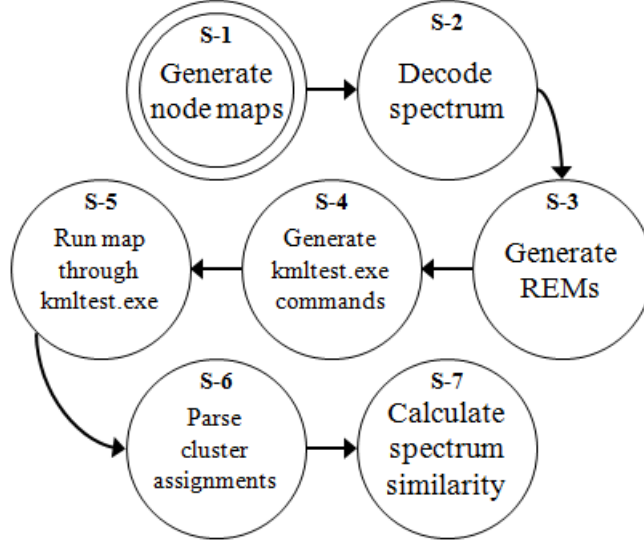 S-1
Generate
node maps
S-2
Decode
spectrum
S-3
Generate
REMs
S-4
Generate
kmltest.exe
commands
S-5
Run map
through
kmltest.exe
S-6
Parse
cluster
assignments
S-7
Calculate
spectrum
similarity